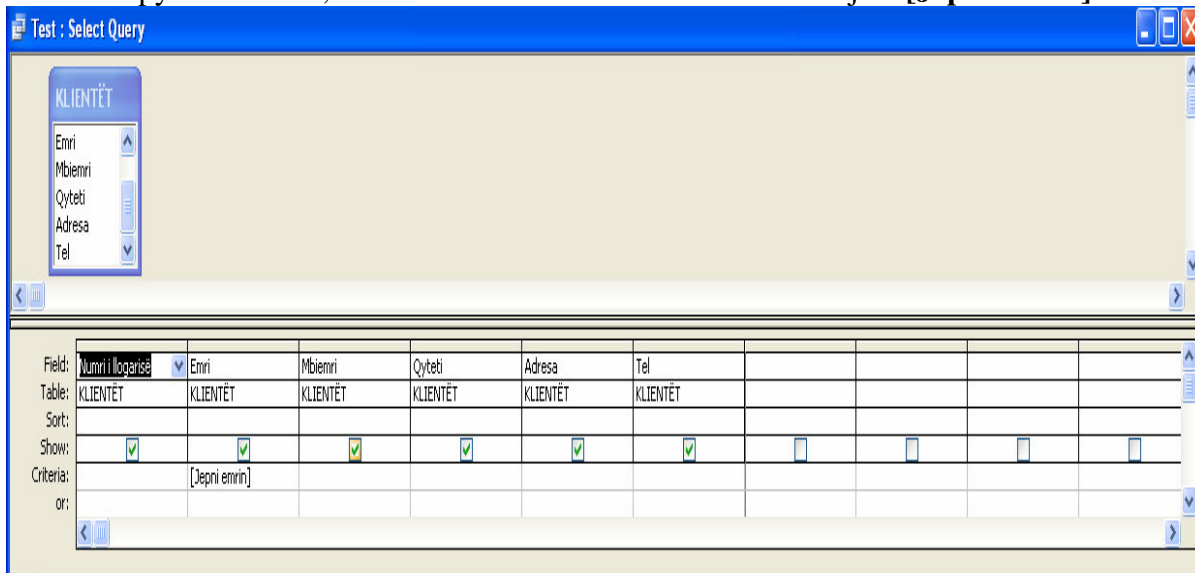 Test : Select Query
KLIENTËT
Emri
Mbiemri
Qyteti
Adresa
Tel
Field: Numri i llogarisë Emri Mbiemri Qyteti Adresa Tel
Table: KLIENTËT KLIENTËT KLIENTËT KLIENTËT KLIENTËT KLIENTËT
Sort:
Show:
Criteria: [Jepni emrin]
or: